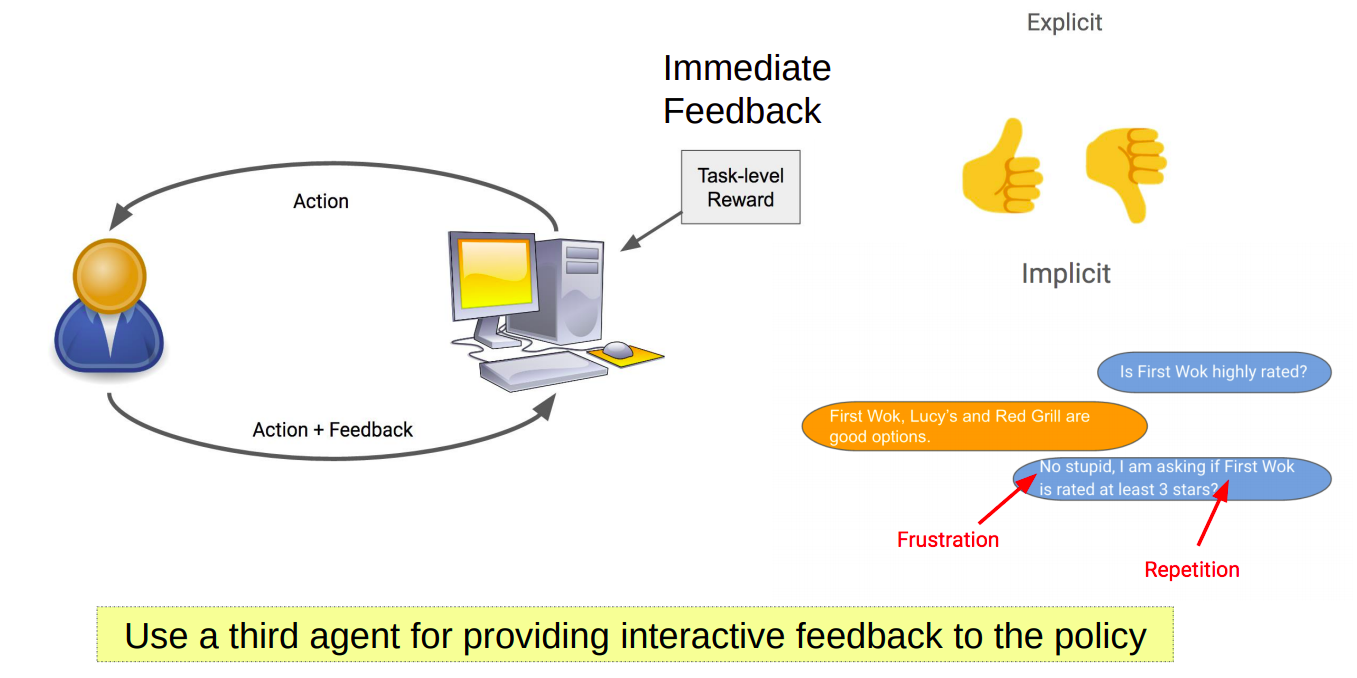 Explicit
Immediate
Feedback
Task-level
Reward
Action
Implicit
Is First Wok highly rated?
First Wok, Lucy's and Red Grill are
good options.
Action + Feedback
No stupid, I am asking if First Wok
is rated at least 3 stars?
Frustration
Repetition
Use a third agent for providing interactive feedback to the policy